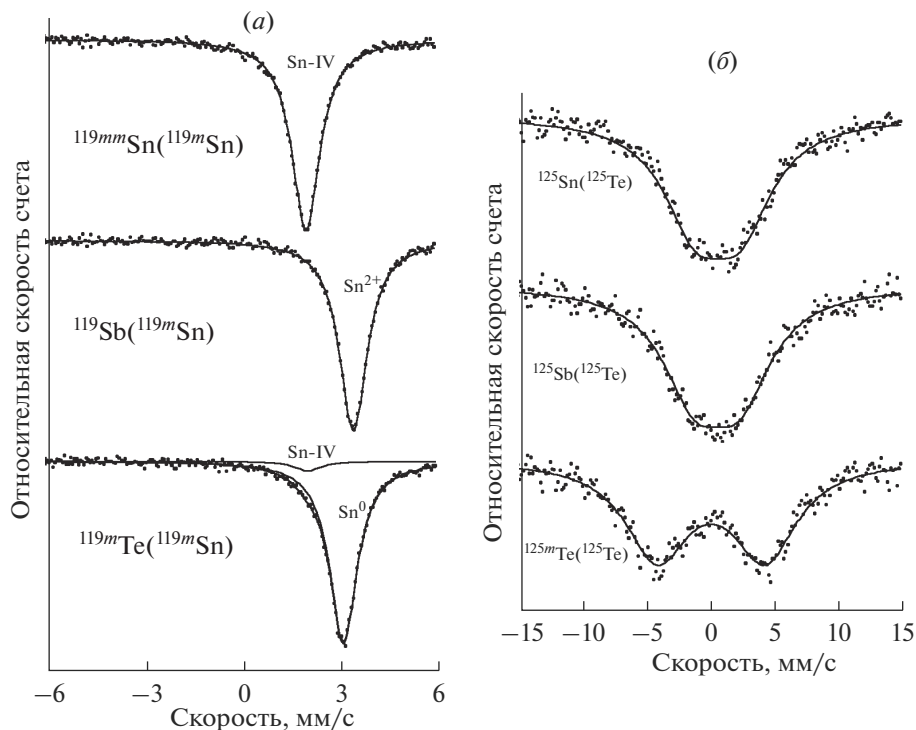 (а)
Относительная скорость счета
Sn-IV
¹¹⁹ᵐᵐSn(¹¹⁹ᵐSn)
Sn²⁺
¹¹⁹Sb(¹¹⁹ᵐSn)
Sn-IV
Sn⁰
¹¹⁹ᵐTe(¹¹⁹ᵐSn)
−6 −3 0 3 6
Скорость, мм/с
(б)
Относительная скорость счета
¹²⁵Sn(¹²⁵Te)
¹²⁵Sb(¹²⁵Te)
¹²⁵ᵐTe(¹²⁵Te)
−15 −10 −5 0 5 10 15
Скорость, мм/с